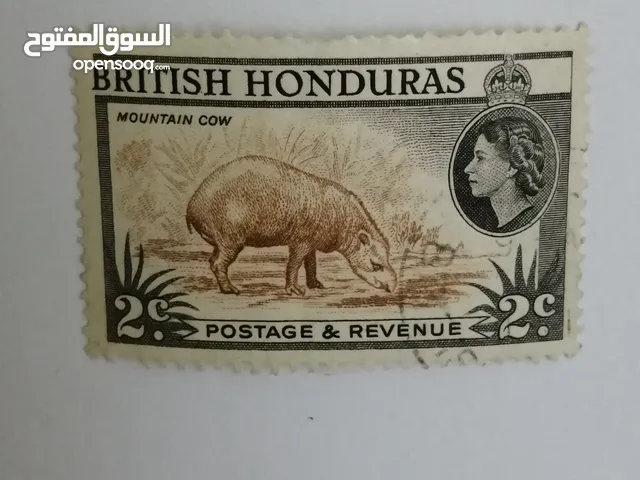 السوق المفتوح
opensooq.com
BRITISH HONDURAS
MOUNTAIN COW
2c. POSTAGE & REVENUE 2c.